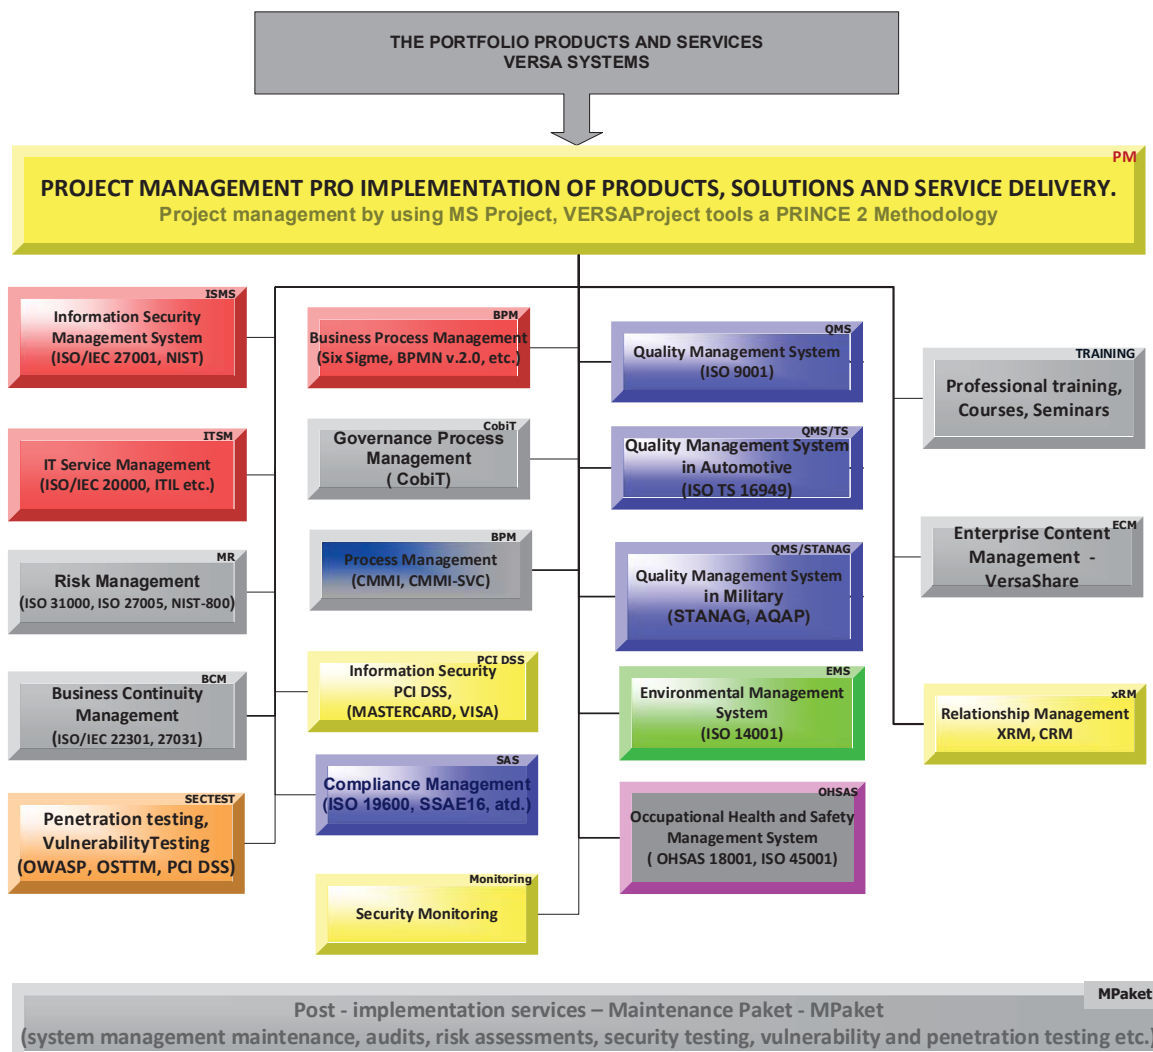 THE PORTFOLIO PRODUCTS AND SERVICES
VERSA SYSTEMS
PM
PROJECT MANAGEMENT PRO IMPLEMENTATION OF PRODUCTS, SOLUTIONS AND SERVICE DELIVERY.
Project management by using MS Project, VERSAProject tools a PRINCE 2 Methodology
ISMS
Information Security
Management System
(ISO/IEC 27001, NIST)
ITSM
IT Service Management
(ISO/IEC 20000, ITIL etc.)
MR
Risk Management
(ISO 31000, ISO 27005, NIST-800)
BCM
Business Continuity
Management
(ISO/IEC 22301, 27031)
SECTEST
Penetration testing,
VulnerabilityTesting
(OWASP, OSTTM, PCI DSS)
BPM
Business Process Management
(Six Sigme, BPMN v.2.0, etc.)
CobiT
Governance Process
Management
( CobiT)
BPM
Process Management
(CMMI, CMMI-SVC)
PCI DSS
Information Security
PCI DSS,
(MASTERCARD, VISA)
SAS
Compliance Management
(ISO 19600, SSAE16, atd.)
Monitoring
Security Monitoring
QMS
Quality Management System
(ISO 9001)
QMS/TS
Quality Management System
in Automotive
(ISO TS 16949)
QMS/STANAG
Quality Management System
in Military
(STANAG, AQAP)
EMS
Environmental Management
System
(ISO 14001)
OHSAS
Occupational Health and Safety
Management System
( OHSAS 18001, ISO 45001)
TRAINING
Professional training,
Courses, Seminars
ECM
Enterprise Content
Management -
VersaShare
xRM
Relationship Management
XRM, CRM
MPaket
Post - implementation services – Maintenance Paket - MPaket
(system management maintenance, audits, risk assessments, security testing, vulnerability and penetration testing etc.)